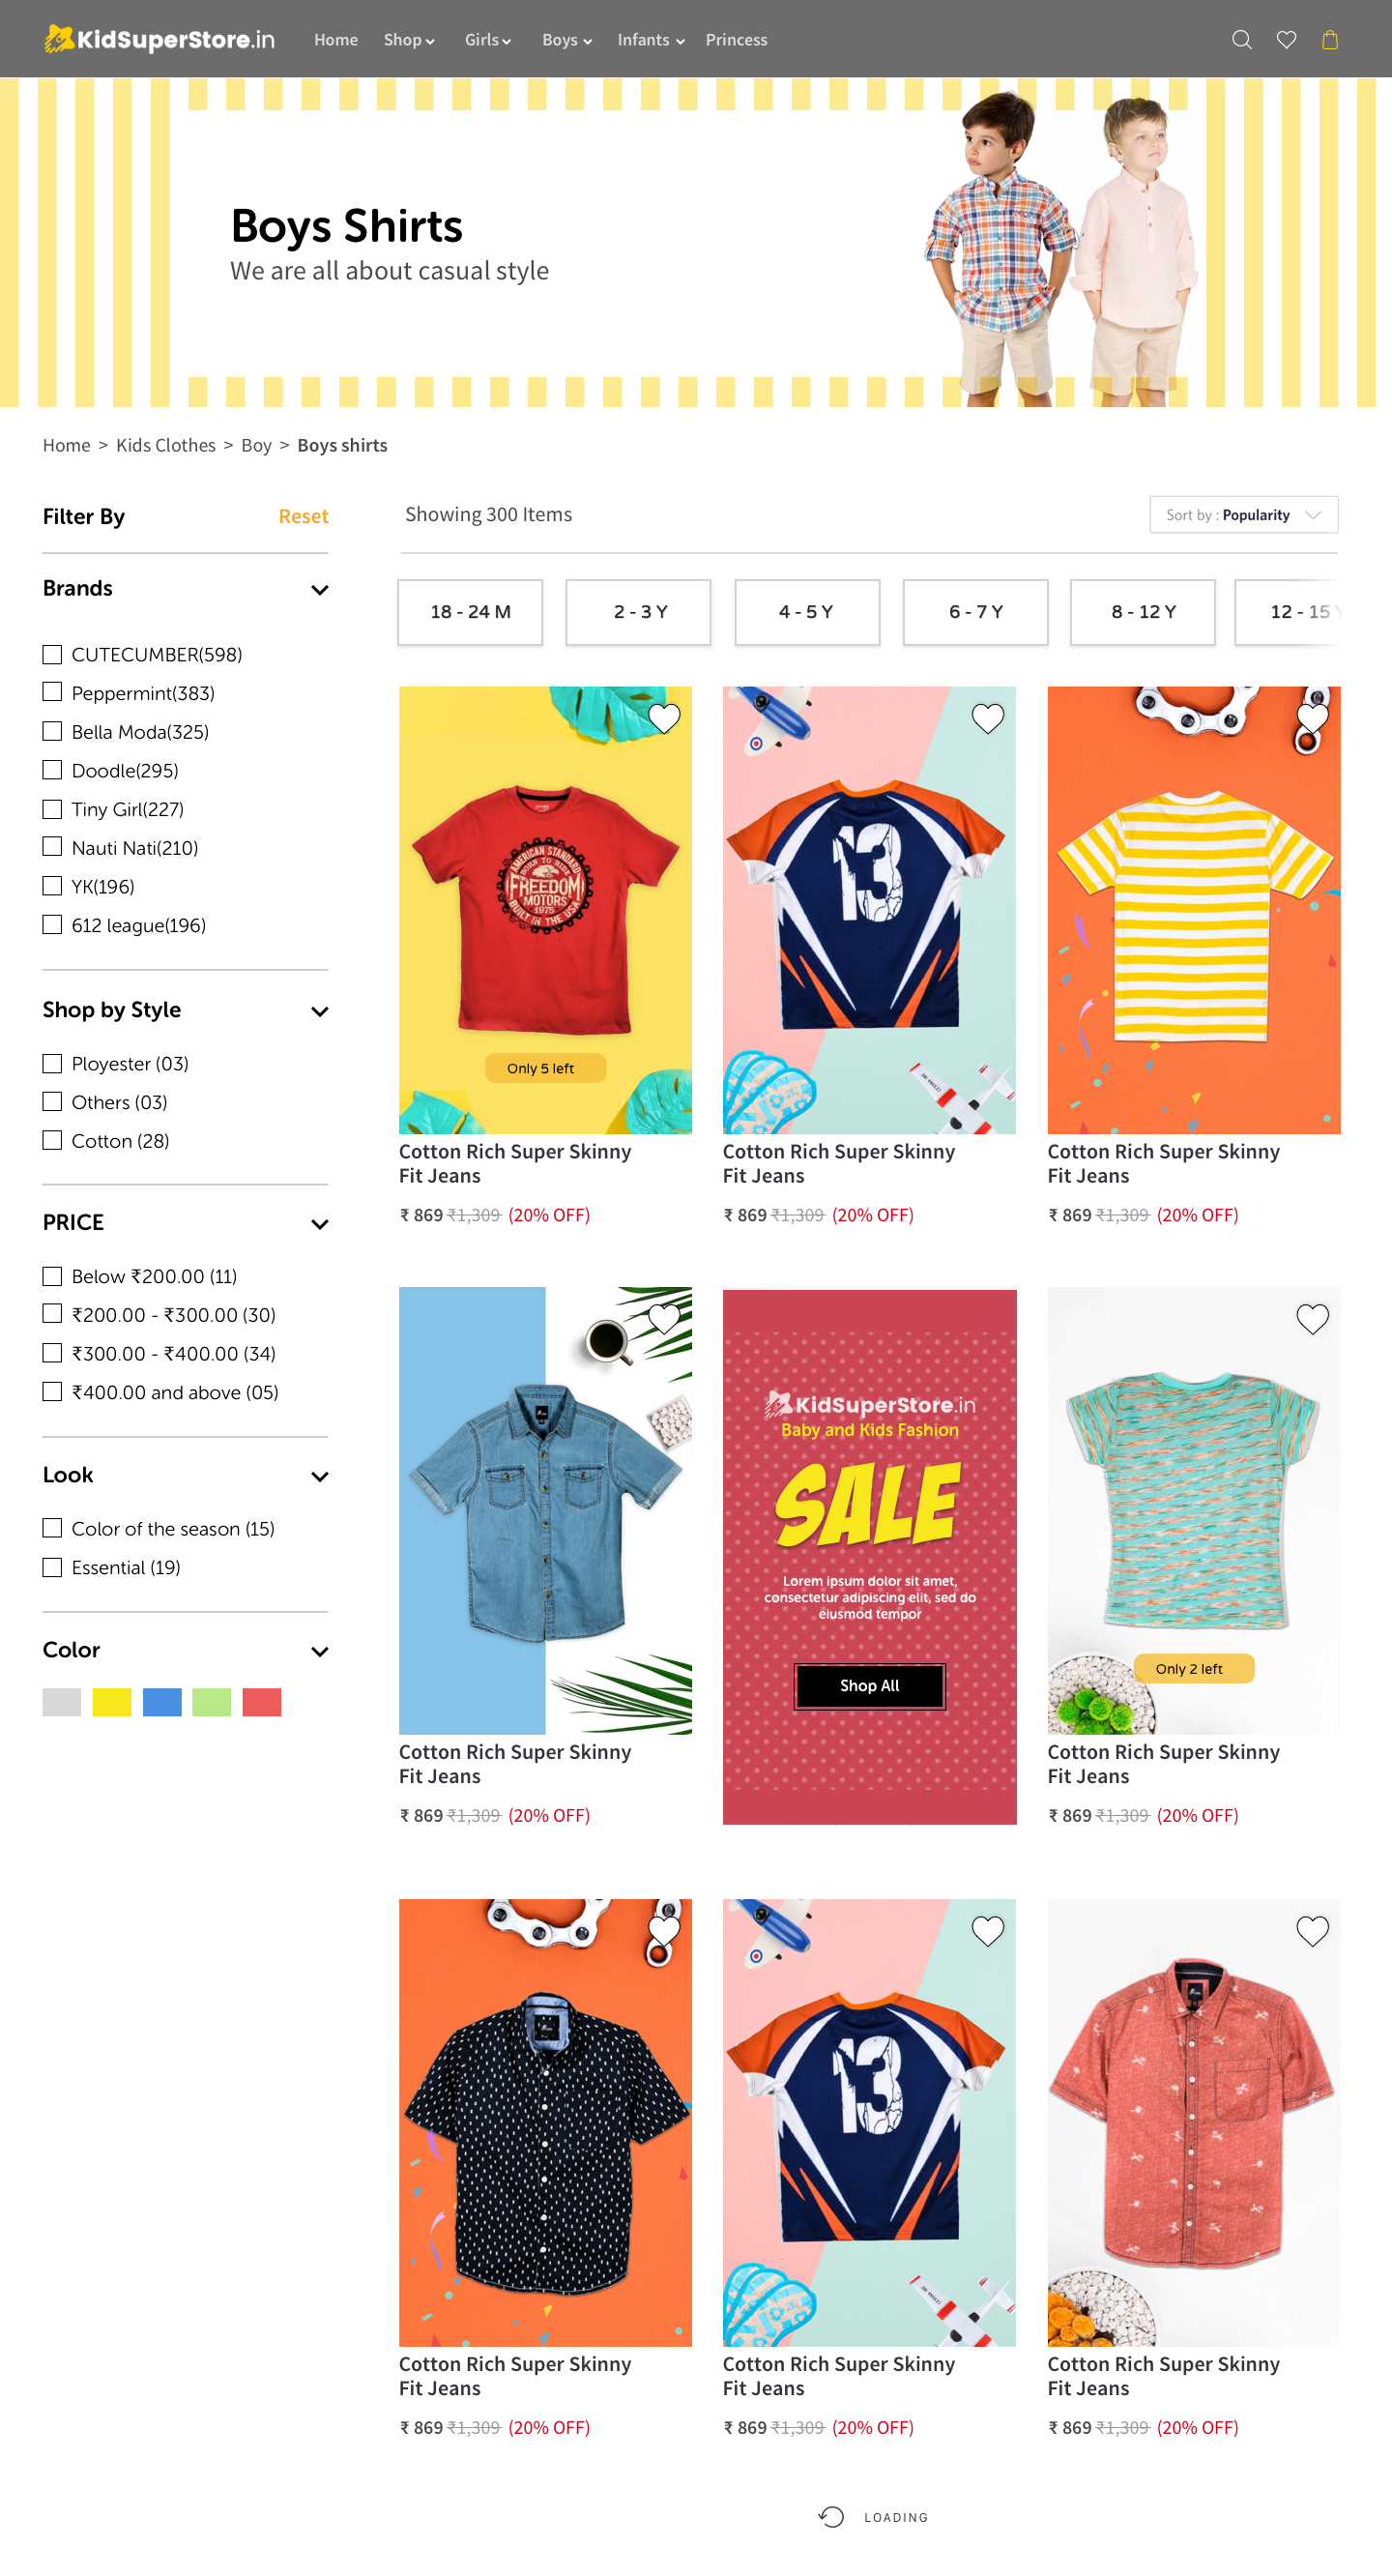 KidSuperStore.in
Home Shop Girls Boys Infants Princess
Boys Shirts
We are all about casual style
Home > Kids Clothes > Boy > Boys shirts
Filter By Reset
Brands
CUTECUMBER(598)
Peppermint(383)
Bella Moda(325)
Doodle(295)
Tiny Girl(227)
Nauti Nati(210)
YK(196)
612 league(196)
Shop by Style
Ployester (03)
Others (03)
Cotton (28)
PRICE
Below ₹200.00 (11)
₹200.00 - ₹300.00 (30)
₹300.00 - ₹400.00 (34)
₹400.00 and above (05)
Look
Color of the season (15)
Essential (19)
Color
Showing 300 Items
Sort by : Popularity
18 - 24 M
2 - 3 Y
4 - 5 Y
6 - 7 Y
8 - 12 Y
12 - 15 Y
AMERICAN STANDARD
BORN TO RIDE
FREEDOM
MOTORS
1975
BUILT IN THE USA
Only 5 left
Cotton Rich Super Skinny
Fit Jeans
₹ 869 ₹1,309 (20% OFF)
13
Cotton Rich Super Skinny
Fit Jeans
₹ 869 ₹1,309 (20% OFF)
Cotton Rich Super Skinny
Fit Jeans
₹ 869 ₹1,309 (20% OFF)
Cotton Rich Super Skinny
Fit Jeans
₹ 869 ₹1,309 (20% OFF)
KidSuperStore.in
Baby and Kids Fashion
SALE
Lorem ipsum dolor sit amet,
consectetur adipiscing elit, sed do
eiusmod tempor
Shop All
Only 2 left
Cotton Rich Super Skinny
Fit Jeans
₹ 869 ₹1,309 (20% OFF)
Cotton Rich Super Skinny
Fit Jeans
₹ 869 ₹1,309 (20% OFF)
13
Cotton Rich Super Skinny
Fit Jeans
₹ 869 ₹1,309 (20% OFF)
Cotton Rich Super Skinny
Fit Jeans
₹ 869 ₹1,309 (20% OFF)
LOADING